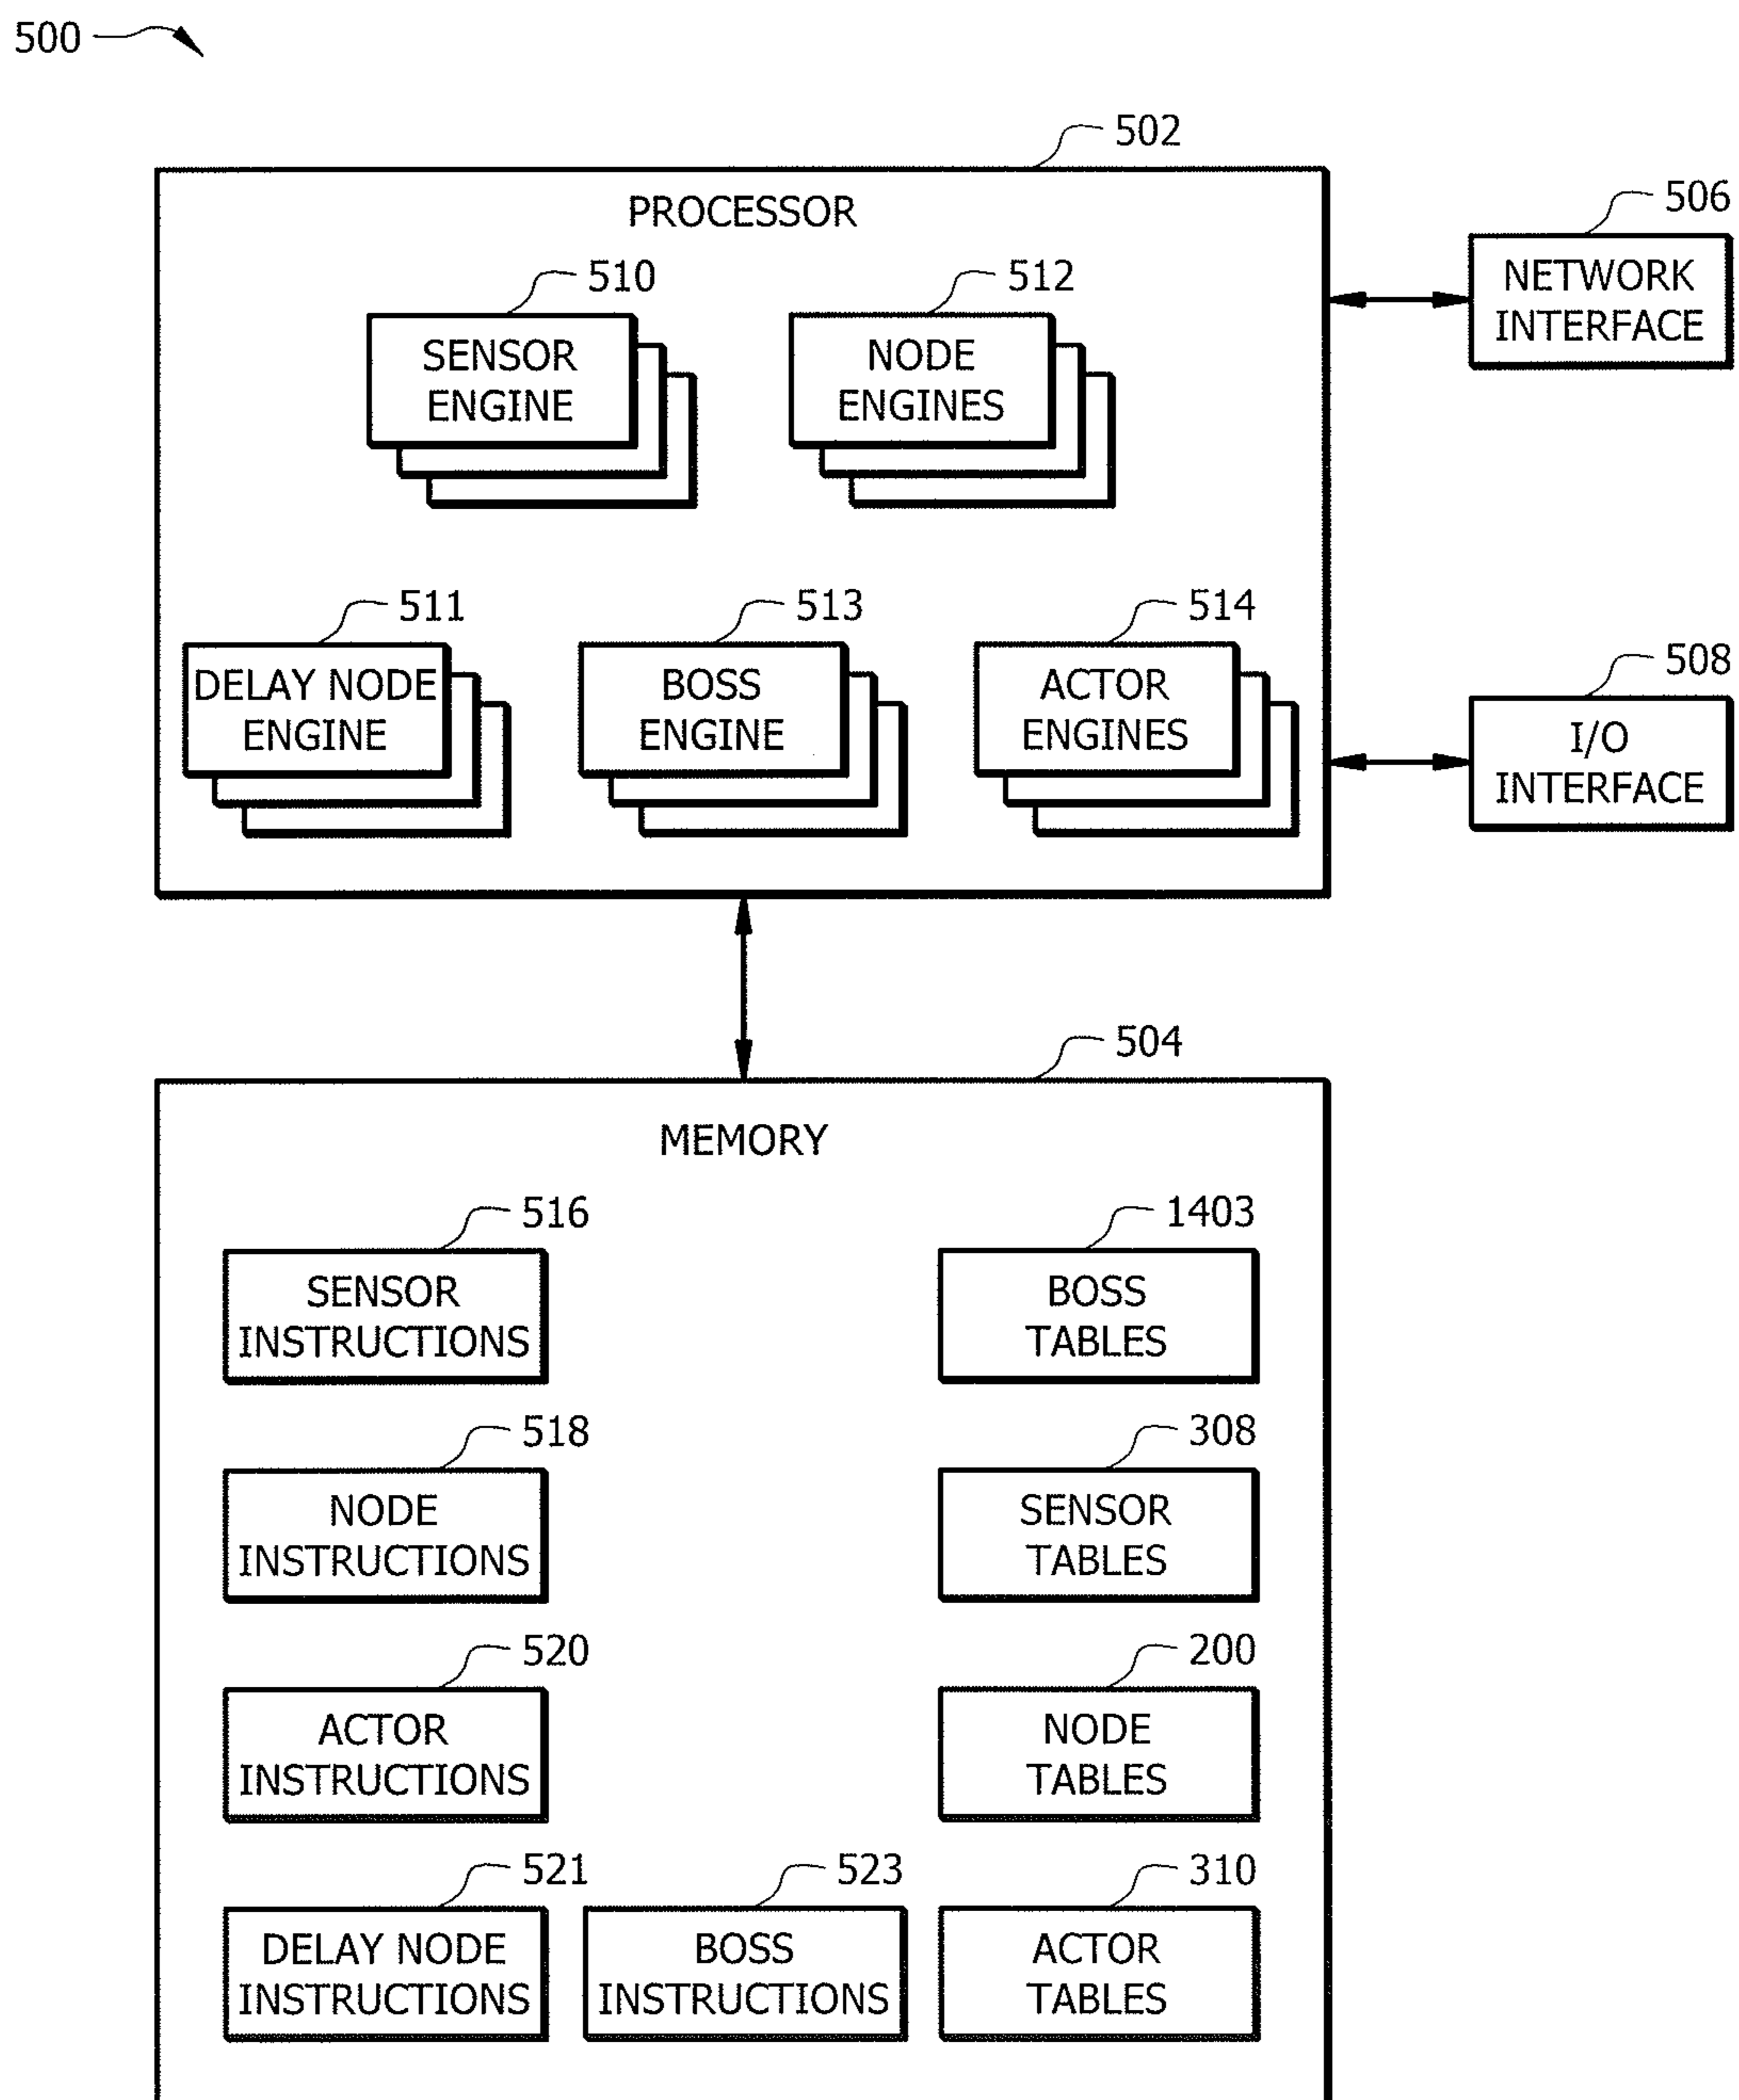 500
502
PROCESSOR
506
NETWORK
INTERFACE
510
SENSOR
ENGINE
512
NODE
ENGINES
511
DELAY NODE
ENGINE
513
BOSS
ENGINE
514
ACTOR
ENGINES
508
I/O
INTERFACE
504
MEMORY
516
SENSOR
INSTRUCTIONS
1403
BOSS
TABLES
518
NODE
INSTRUCTIONS
308
SENSOR
TABLES
520
ACTOR
INSTRUCTIONS
200
NODE
TABLES
521
DELAY NODE
INSTRUCTIONS
523
BOSS
INSTRUCTIONS
310
ACTOR
TABLES